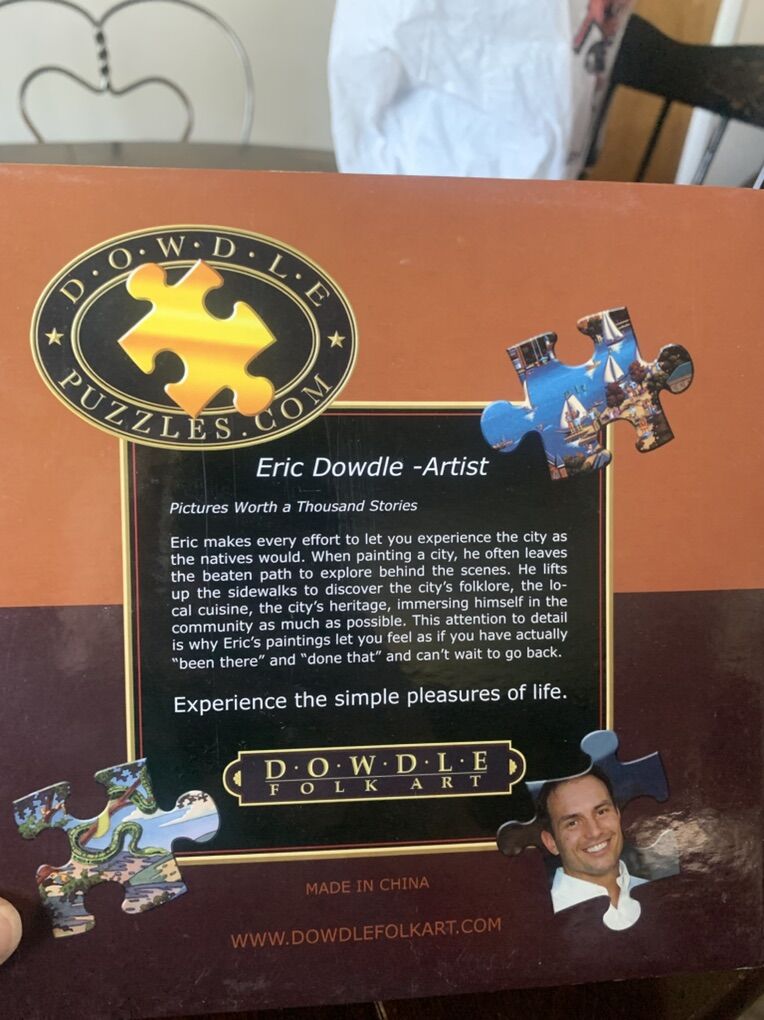 D·O·W·D·L·E
PUZZLES.COM
Eric Dowdle -Artist
Pictures Worth a Thousand Stories
Eric makes every effort to let you experience the city as
the natives would. When painting a city, he often leaves
the beaten path to explore behind the scenes. He lifts
up the sidewalks to discover the city's folklore, the lo-
cal cuisine, the city's heritage, immersing himself in the
community as much as possible. This attention to detail
is why Eric's paintings let you feel as if you have actually
"been there" and "done that" and can't wait to go back.
Experience the simple pleasures of life.
D·O·W·D·L·E
FOLK ART
MADE IN CHINA
WWW.DOWDLEFOLKART.COM